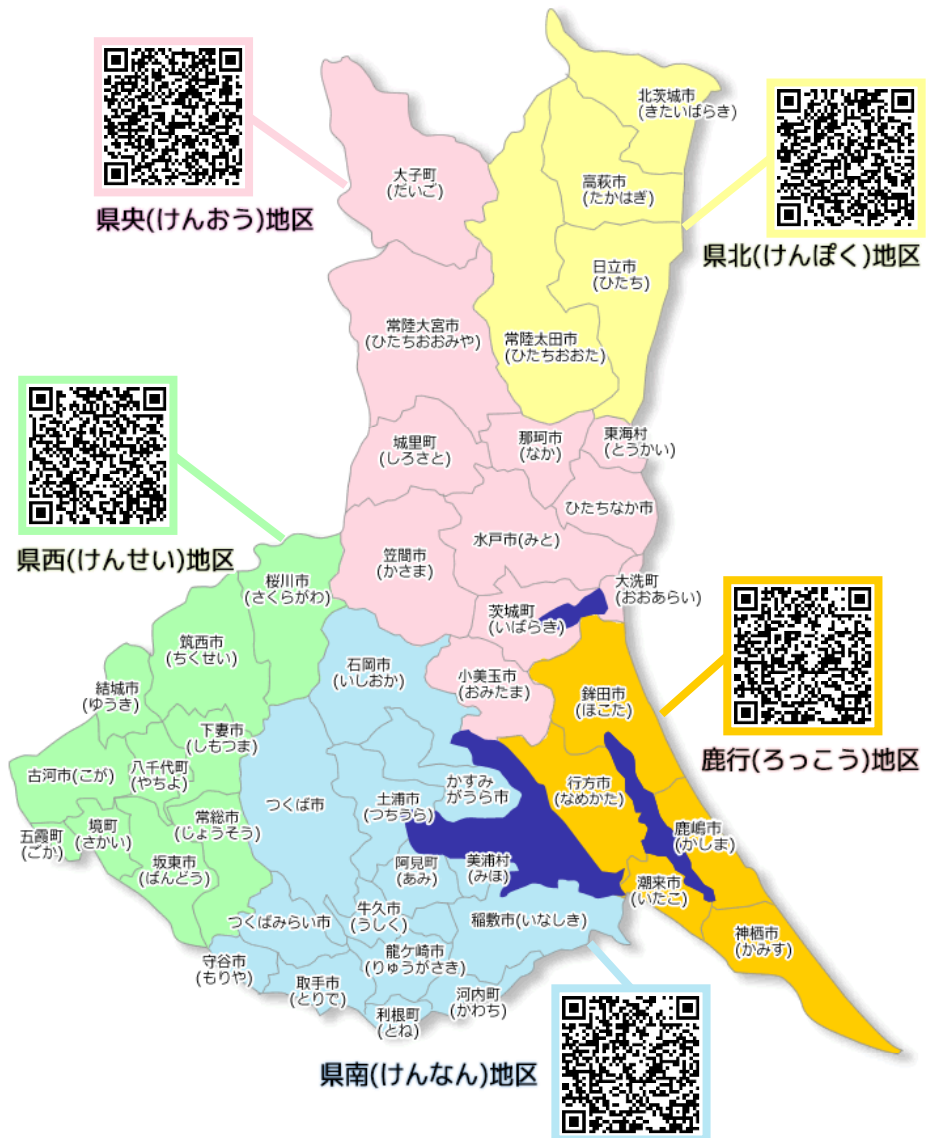 県央(けんおう)地区
北茨城市
(きたいばらき)
大子町
(だいご)
高萩市
(たかはぎ)
県北(けんぽく)地区
日立市
(ひたち)
常陸大宮市
(ひたちおおみや)
常陸太田市
(ひたちおおた)
城里町
(しろさと)
那珂市
(なか)
東海村
(とうかい)
ひたちなか市
水戸市(みと)
笠間市
(かさま)
県西(けんせい)地区
桜川市
(さくらがわ)
大洗町
(おおあらい)
茨城町
(いばらき)
筑西市
(ちくせい)
石岡市
(いしおか)
小美玉市
(おみたま)
結城市
(ゆうき)
鉾田市
(ほこた)
下妻市
(しもつま)
鹿行(ろっこう)地区
古河市(こが)
八千代町
(やちよ)
つくば市
土浦市
(つちうら)
かすみ
がうら市
行方市
(なめかた)
五霞町
(ごか)
境町
(さかい)
常総市
(じょうそう)
鹿嶋市
(かしま)
坂東市
(ばんどう)
阿見町
(あみ)
美浦村
(みほ)
潮来市
(いたこ)
つくばみらい市
牛久市
(うしく)
稲敷市(いなしき)
神栖市
(かみす)
守谷市
(もりや)
取手市
(とりで)
龍ケ崎市
(りゅうがさき)
利根町
(とね)
河内町
(かわち)
県南(けんなん)地区